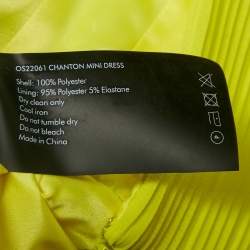 OS22061 CHANTON MINI DRESS
Shell: 100% Polyester
Lining: 95% Polyester 5% Elastane
Dry clean only
Cool iron
Do not tumble dry
Do not bleach
Made in China